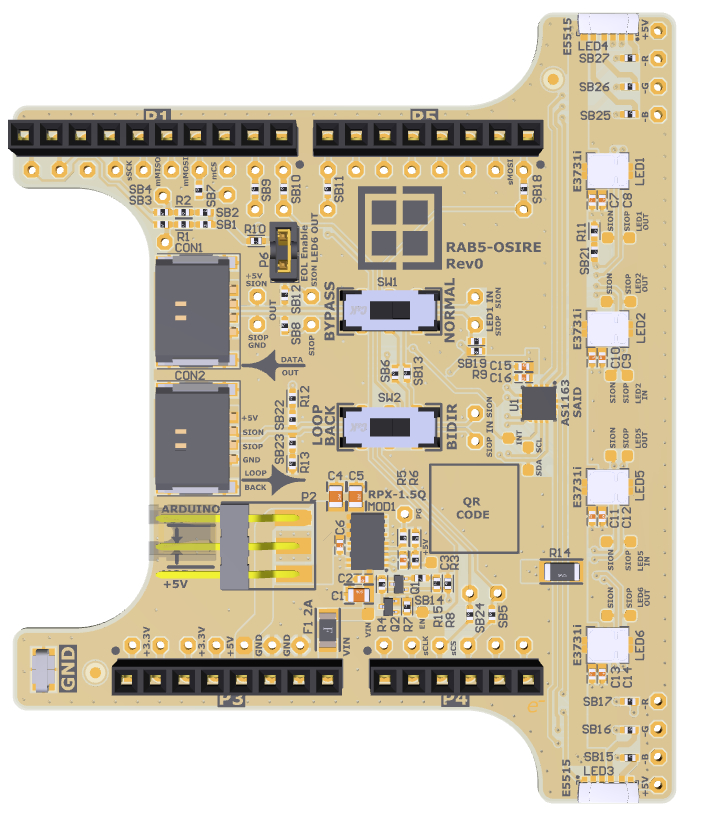 E5515
LED4
+5V
SB27
-R
SB26
-G
SB25
-B
P1
P5
sSCK
mMISO
mMOSI
mCS
sMOSI
SB4
SB3
R2
SB7
SB2
SB1
SB9
SB10
SB11
SB18
R1
CON1
R10
P6
EOL Enable
SION LED6 OUT
RAB5-OSIRE
Rev0
E3731i
LED1
C7
C8
SION
SIOP
LED1
OUT
R11
SB21
+5V
SION
OUT
SB12
SB8
SIOP
GND
SIOP
DATA
OUT
BYPASS
SW1
NORMAL
LED1 IN
SIOP SION
SB19
R9
SB6
SB13
C15
C16
U1
AS1163
SAID
SION
SIOP
LED2
OUT
E3731i
LED2
C10
C9
SIOP
SION
LED2
IN
CON2
+5V
SION
SIOP
GND
LOOP
BACK
R12
SB22
SB23
R13
LOOP
BACK
SW2
BIDIR
SIOP IN SION
INT
SCL
SDA
SIOP
SION
LED5
OUT
E3731i
LED5
C11
C12
SION
SIOP
LED5
IN
ARDUINO
+5V
P2
C4
C5
R5
R6
RPX-1.5Q
MOD1
PG
C6
+5V
QR
CODE
C2
C1
C3
R3
Q1
SB14
R14
R4
Q2
R7
EN
R15
R8
SB24
SB5
VIN
F1 2A
VIN
SIOP
SION
LED6
OUT
E3731i
LED6
C13
C14
GND
+3.3V
+3.3V
+5V
GND
GND
sCLK
sCS
P3
P4
SB17
-R
SB16
-G
SB15
-B
LED3
E5515
+5V